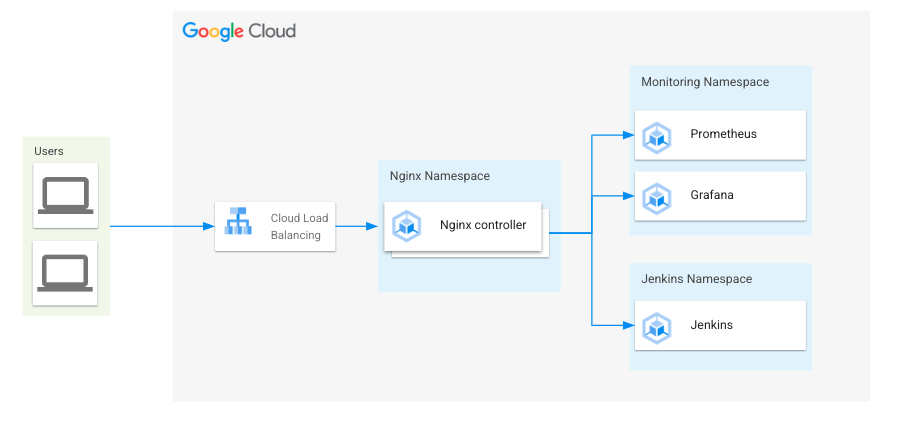 Google Cloud
Monitoring Namespace
Prometheus
Users
Nginx Namespace
Grafana
Cloud Load
Balancing
Nginx controller
Jenkins Namespace
Jenkins